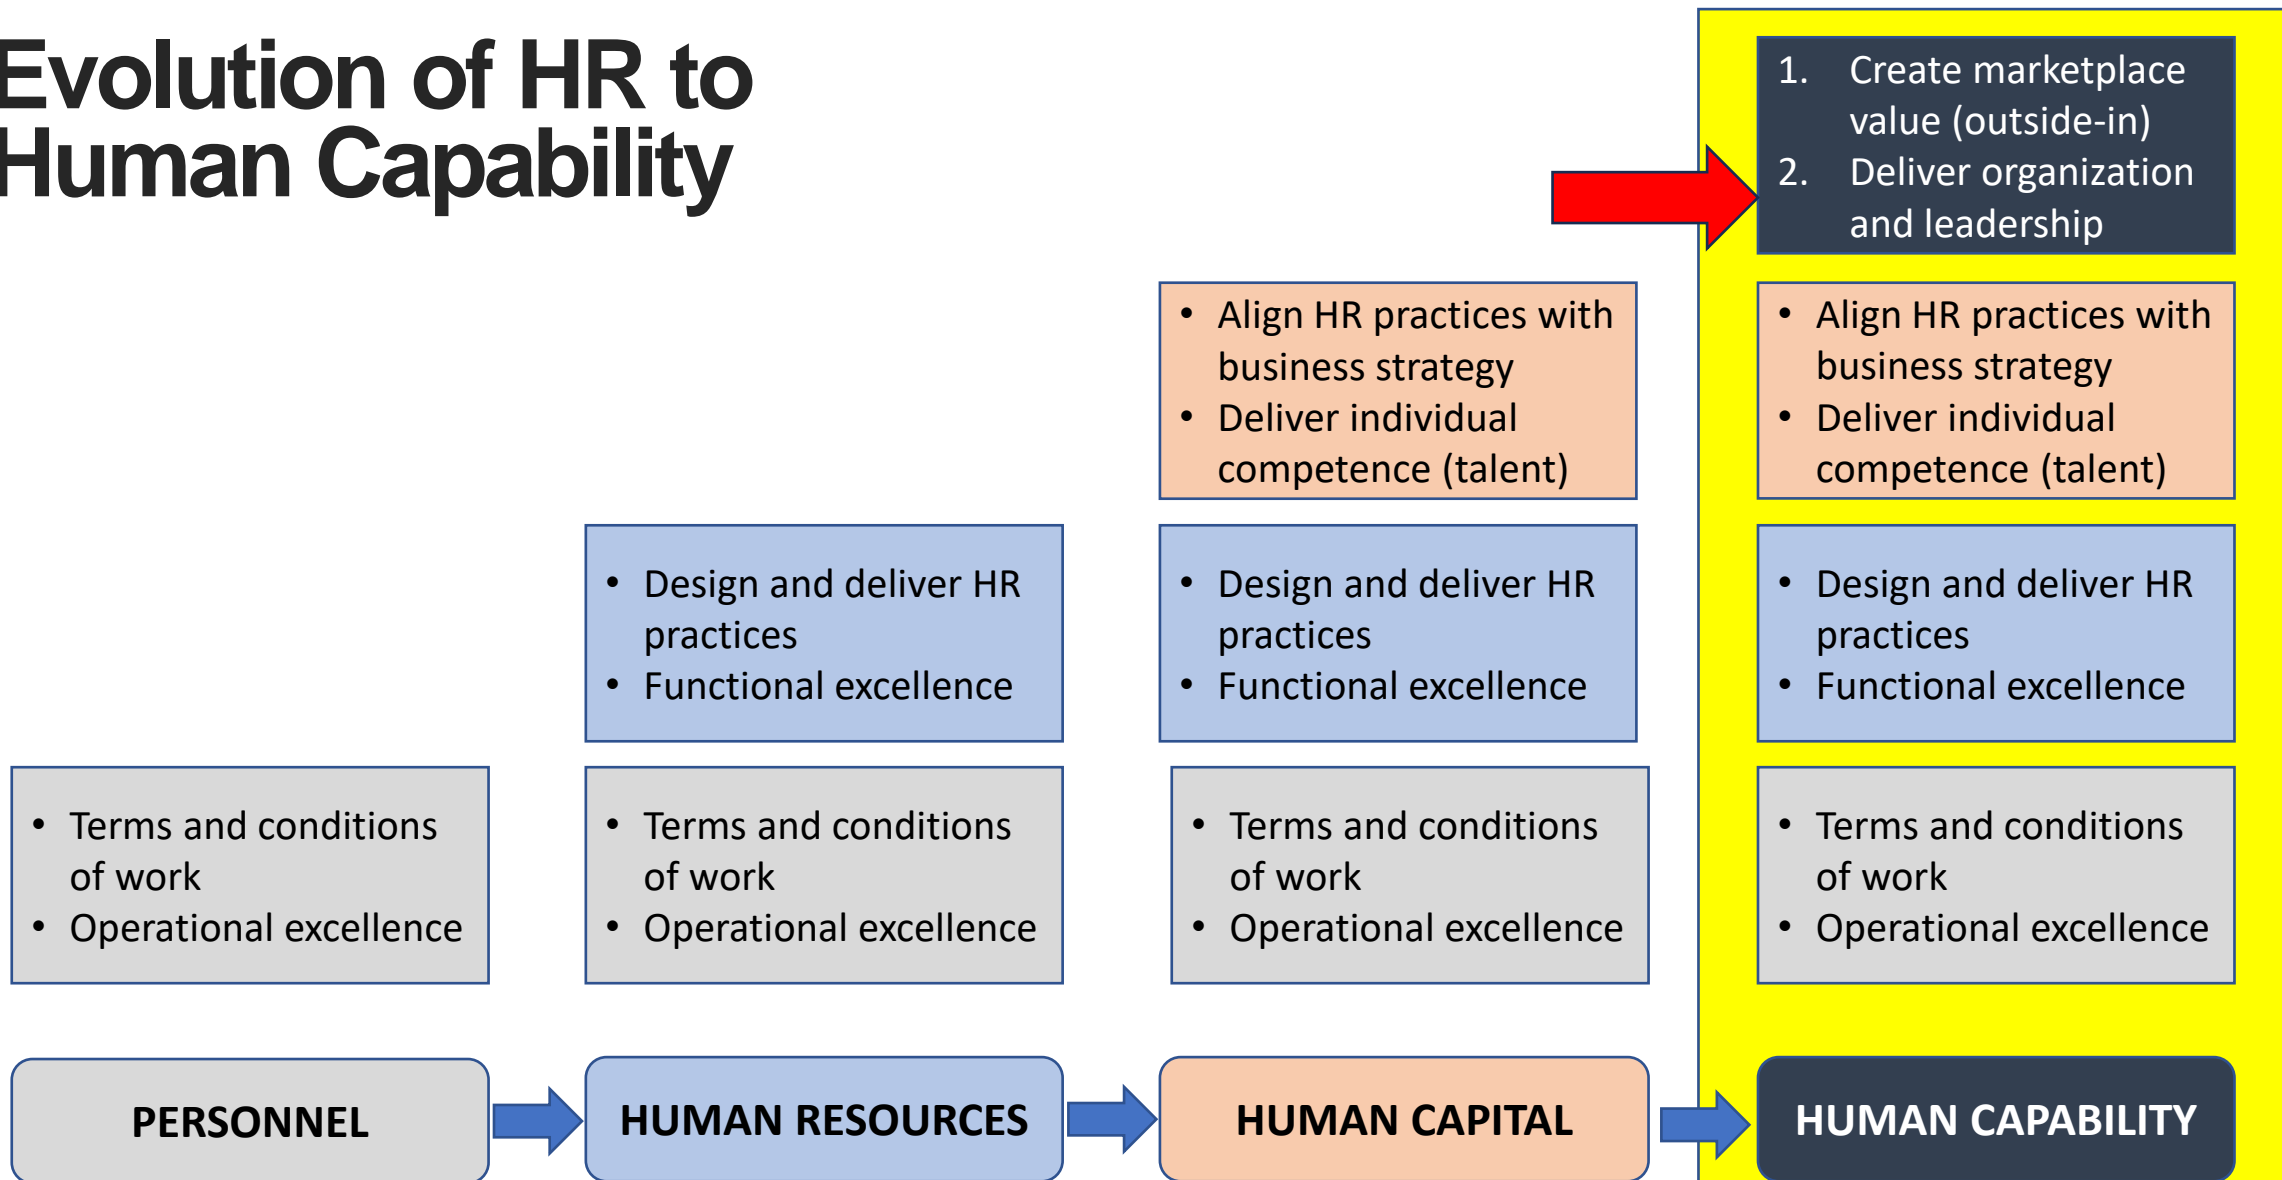 Evolution of HR to
Human Capability
1. Create marketplace
value (outside-in)
2. Deliver organization
and leadership
• Align HR practices with
business strategy
• Deliver individual
competence (talent)
• Align HR practices with
business strategy
• Deliver individual
competence (talent)
• Design and deliver HR
practices
• Functional excellence
• Design and deliver HR
practices
• Functional excellence
• Design and deliver HR
practices
• Functional excellence
• Terms and conditions
of work
• Operational excellence
• Terms and conditions
of work
• Operational excellence
• Terms and conditions
of work
• Operational excellence
• Terms and conditions
of work
• Operational excellence
PERSONNEL
HUMAN RESOURCES
HUMAN CAPITAL
HUMAN CAPABILITY